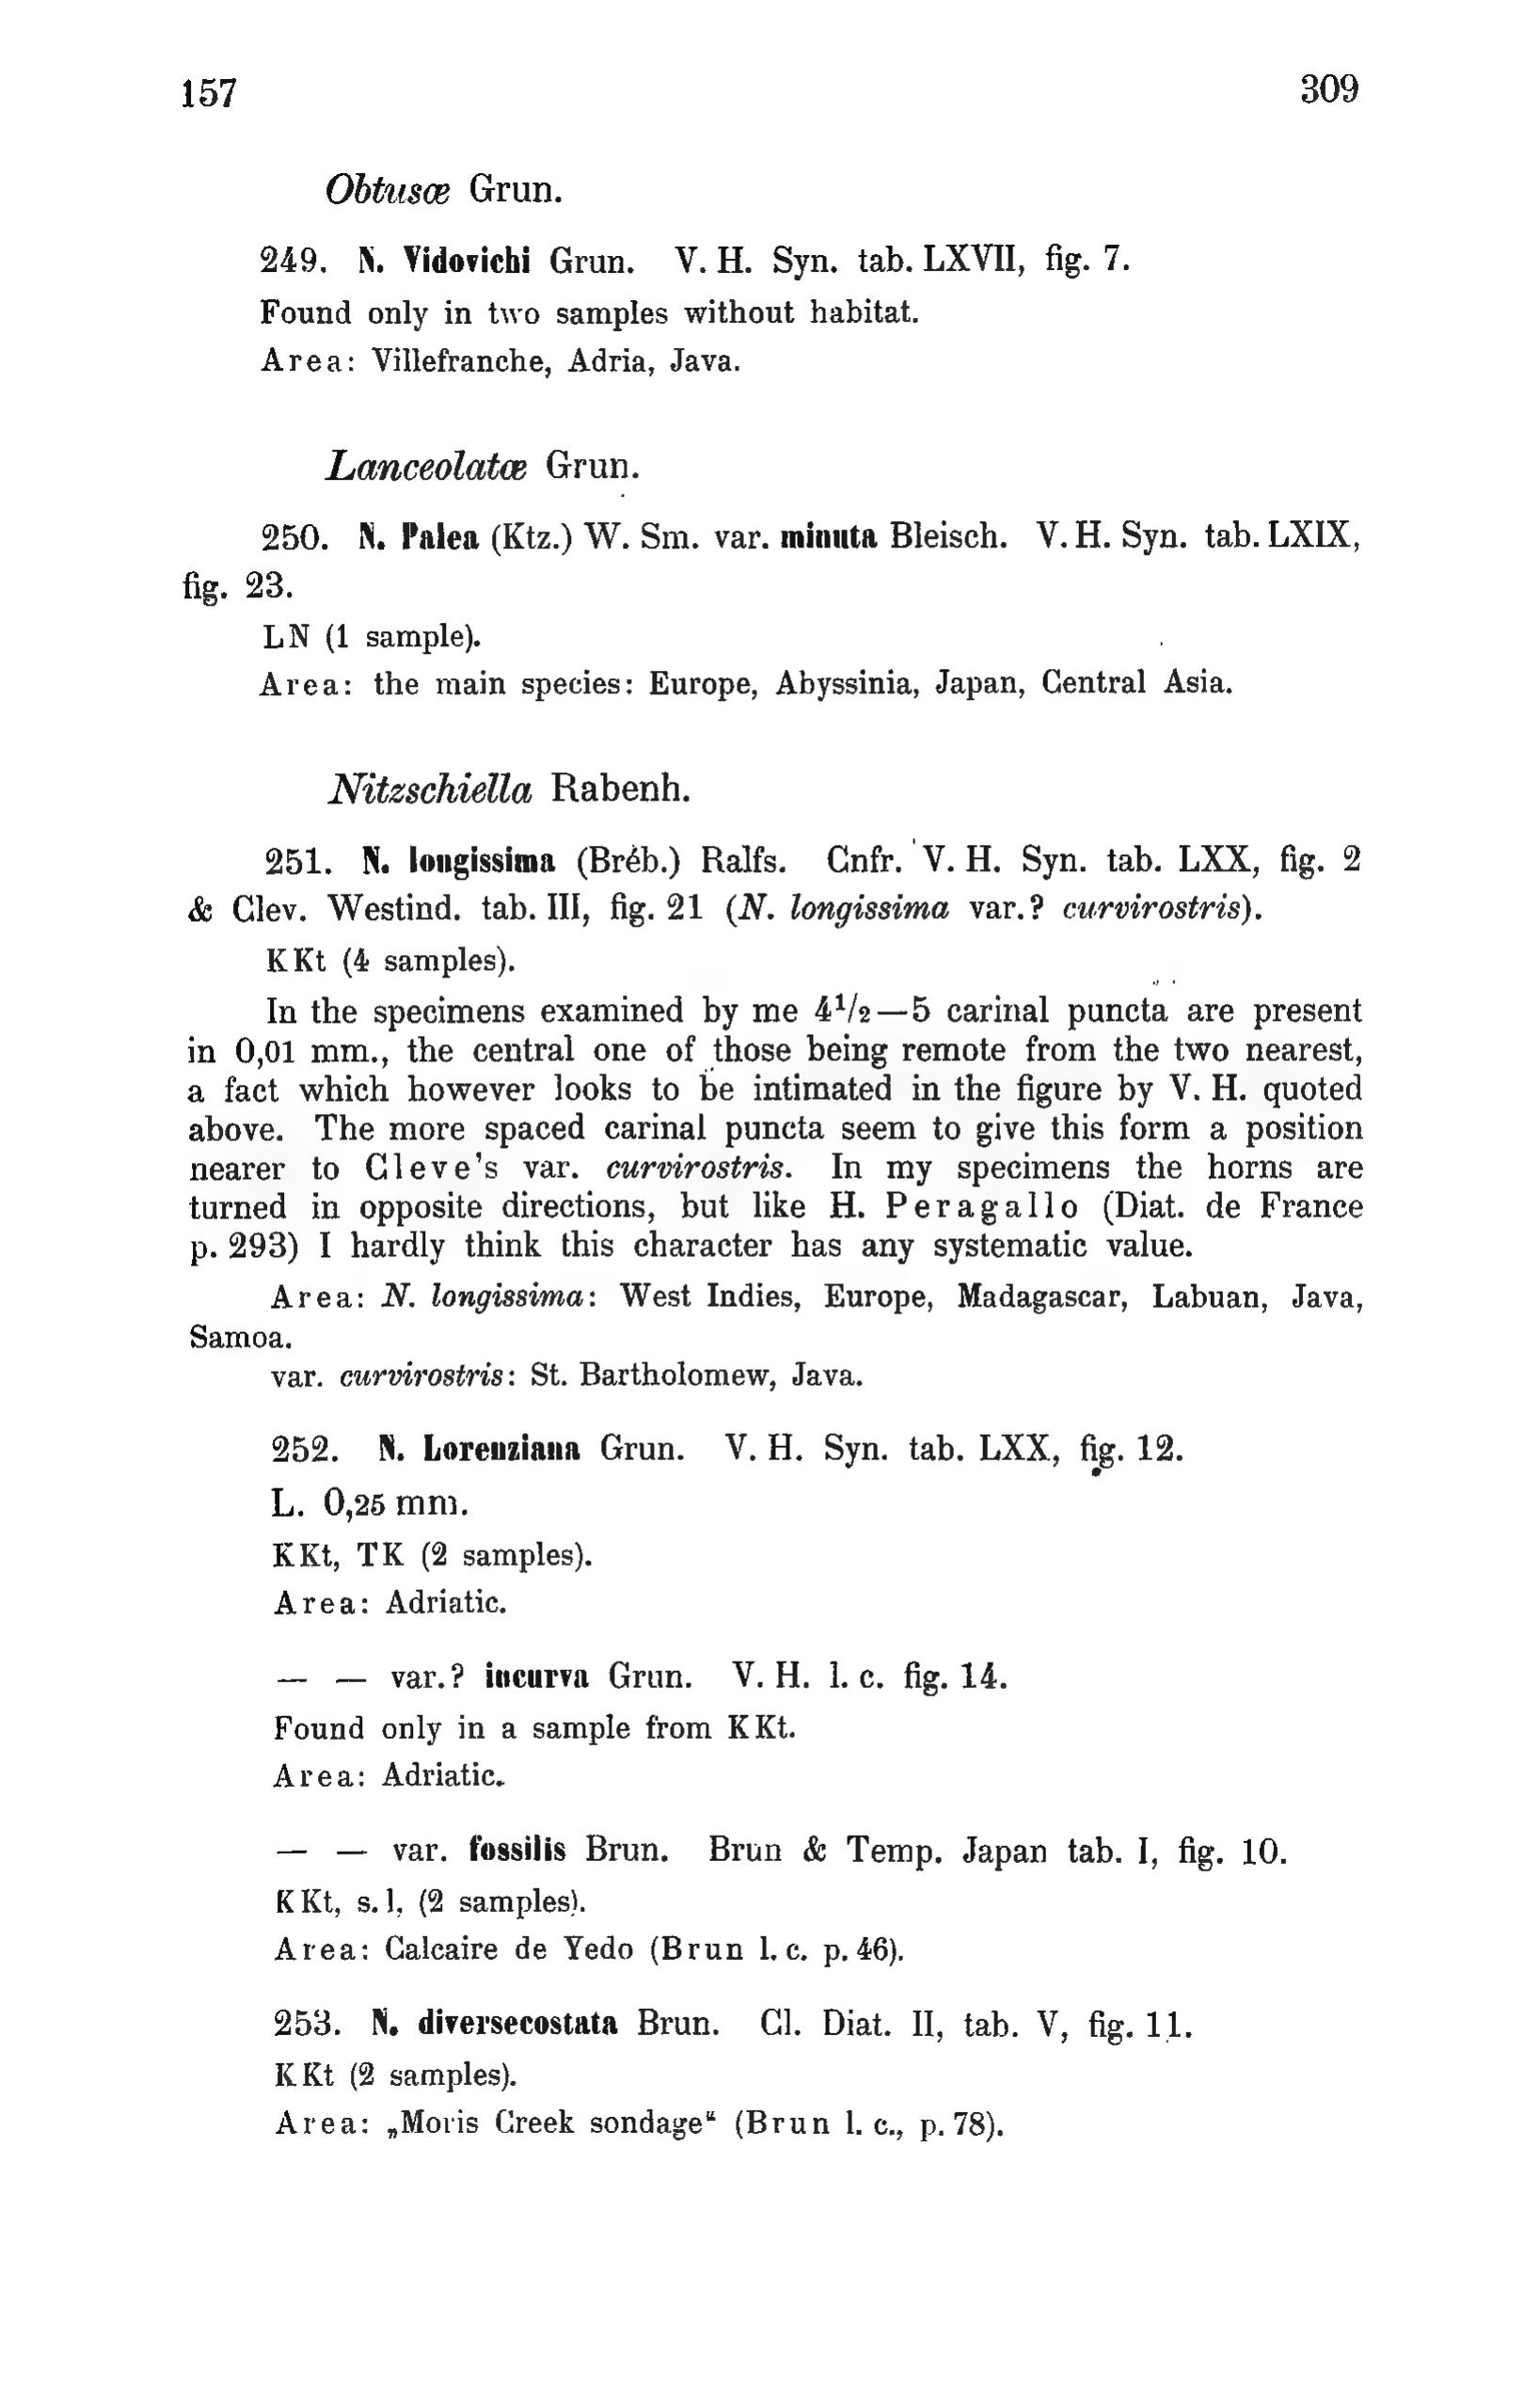 157 309
Obtusæ Grun.
249. N. Vidovichi Grun. V. H. Syn. tab. LXVII, fig. 7.
Found only in two samples without habitat.
Area: Villefranche, Adria, Java.
Lanceolatæ Grun.
250. N. Palea (Ktz.) W. Sm. var. minuta Bleisch. V. H. Syn. tab. LXIX,
fig. 23.
LN (1 sample).
Area: the main species: Europe, Abyssinia, Japan, Central Asia.
Nitzschiella Rabenh.
251. N. longissima (Bréb.) Ralfs. Cnfr. V. H. Syn. tab. LXX, fig. 2
& Clev. Westind. tab. III, fig. 21 (N. longissima var.? curvirostris).
KKt (4 samples).
In the specimens examined by me 4¹/₂—5 carinal puncta are present
in 0,01 mm., the central one of those being remote from the two nearest,
a fact which however looks to be intimated in the figure by V. H. quoted
above. The more spaced carinal puncta seem to give this form a position
nearer to Cleve's var. curvirostris. In my specimens the horns are
turned in opposite directions, but like H. Peragallo (Diat. de France
p. 293) I hardly think this character has any systematic value.
Area: N. longissima: West Indies, Europe, Madagascar, Labuan, Java,
Samoa.
var. curvirostris: St. Bartholomew, Java.
252. N. Lorenziana Grun. V. H. Syn. tab. LXX, fig. 12.
L. 0,25 mm.
KKt, TK (2 samples).
Area: Adriatic.
— — var.? incurva Grun. V. H. l. c. fig. 14.
Found only in a sample from KKt.
Area: Adriatic.
— — var. fossilis Brun. Brun & Temp. Japan tab. I, fig. 10.
KKt, s. l, (2 samples).
Area: Calcaire de Yedo (Brun l. c. p. 46).
253. N. diversecostata Brun. Cl. Diat. II, tab. V, fig. 11.
KKt (2 samples).
Area: „Moris Creek sondage“ (Brun l. c., p. 78).